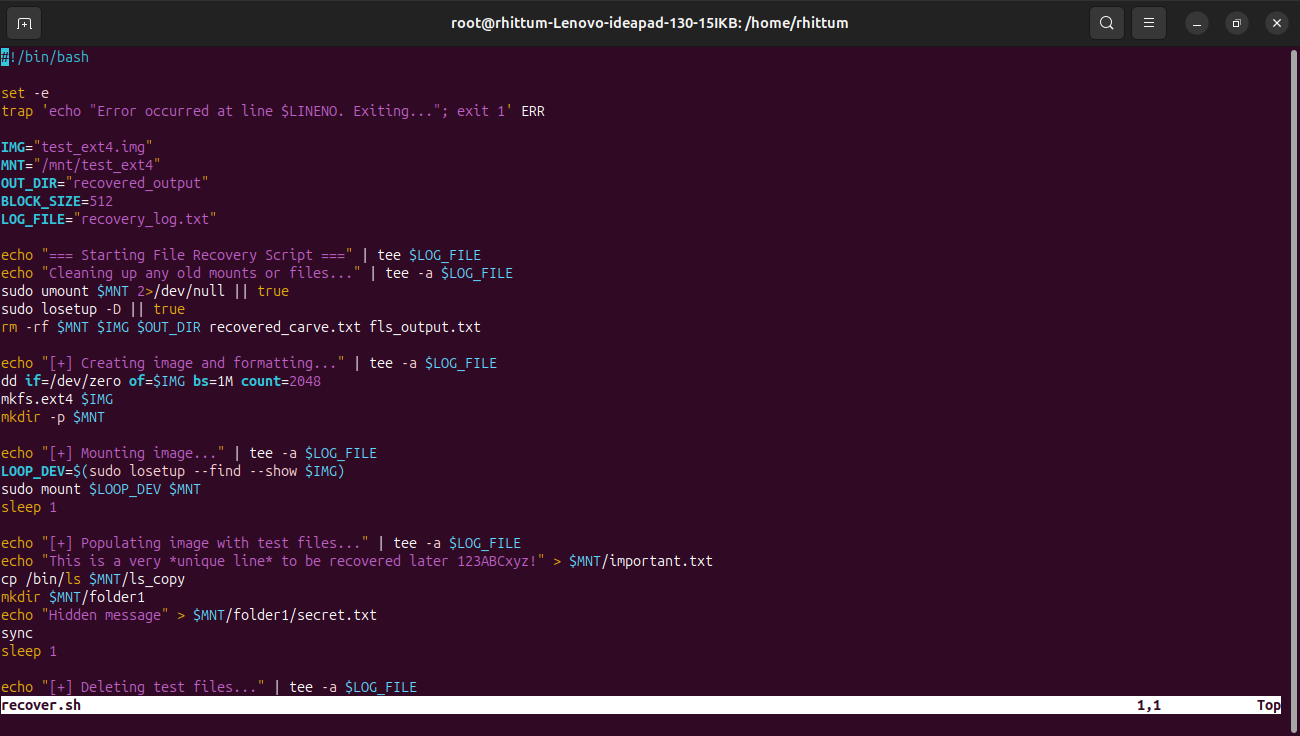 root@rhittum-Lenovo-ideapad-130-15IKB: /home/rhittum
#!/bin/bash
set -e
trap 'echo "Error occurred at line $LINENO. Exiting..."; exit 1' ERR
IMG="test_ext4.img"
MNT="/mnt/test_ext4"
OUT_DIR="recovered_output"
BLOCK_SIZE=512
LOG_FILE="recovery_log.txt"
echo "=== Starting File Recovery Script ===" | tee $LOG_FILE
echo "Cleaning up any old mounts or files..." | tee -a $LOG_FILE
sudo umount $MNT 2>/dev/null || true
sudo losetup -D || true
rm -rf $MNT $IMG $OUT_DIR recovered_carve.txt fls_output.txt
echo "[+] Creating image and formatting..." | tee -a $LOG_FILE
dd if=/dev/zero of=$IMG bs=1M count=2048
mkfs.ext4 $IMG
mkdir -p $MNT
echo "[+] Mounting image..." | tee -a $LOG_FILE
LOOP_DEV=$(sudo losetup --find --show $IMG)
sudo mount $LOOP_DEV $MNT
sleep 1
echo "[+] Populating image with test files..." | tee -a $LOG_FILE
echo "This is a very *unique line* to be recovered later 123ABCxyz!" > $MNT/important.txt
cp /bin/ls $MNT/ls_copy
mkdir $MNT/folder1
echo "Hidden message" > $MNT/folder1/secret.txt
sync
sleep 1
echo "[+] Deleting test files..." | tee -a $LOG_FILE
recover.sh 1,1 Top